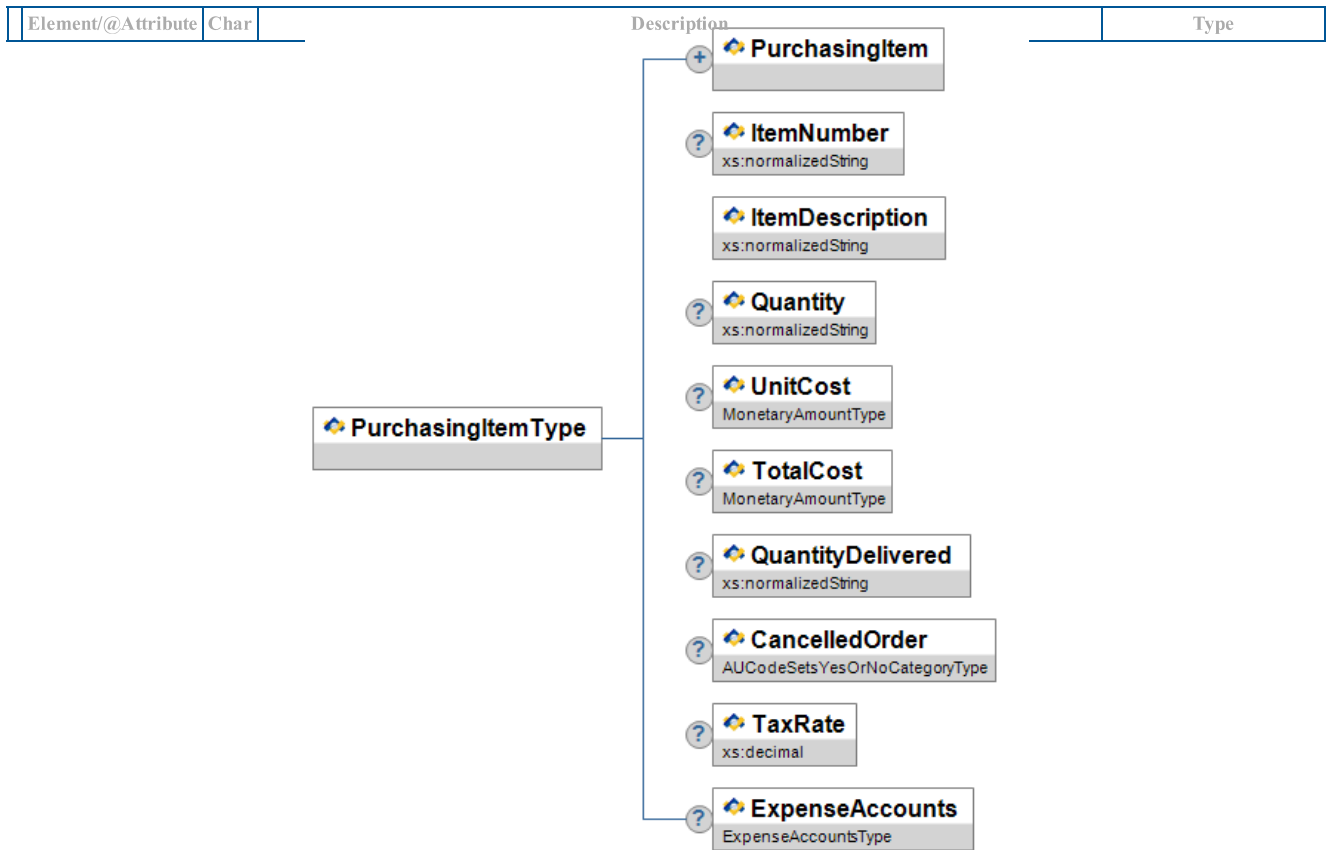 Element/@Attribute Char Description Type
+ PurchasingItem
? ItemNumber
xs:normalizedString
ItemDescription
xs:normalizedString
? Quantity
xs:normalizedString
? UnitCost
MonetaryAmountType
PurchasingItemType
? TotalCost
MonetaryAmountType
? QuantityDelivered
xs:normalizedString
? CancelledOrder
AUCodeSetsYesOrNoCategoryType
? TaxRate
xs:decimal
? ExpenseAccounts
ExpenseAccountsType